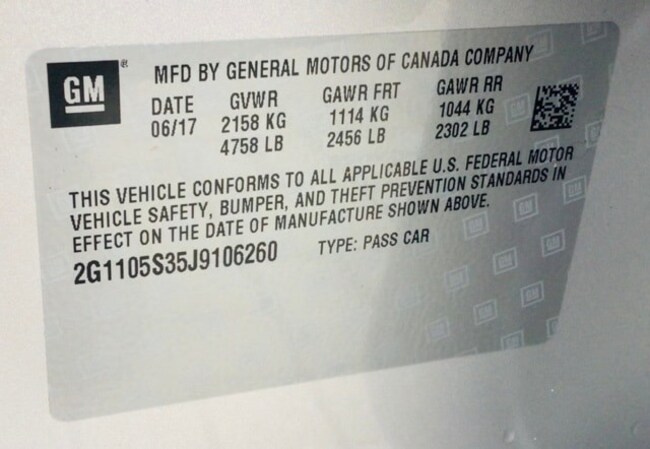 GM ®
MFD BY GENERAL MOTORS OF CANADA COMPANY
DATE GVWR GAWR FRT GAWR RR
06/17 2158 KG 1114 KG 1044 KG
4758 LB 2456 LB 2302 LB
THIS VEHICLE CONFORMS TO ALL APPLICABLE U.S. FEDERAL MOTOR
VEHICLE SAFETY, BUMPER, AND THEFT PREVENTION STANDARDS IN
EFFECT ON THE DATE OF MANUFACTURE SHOWN ABOVE.
2G1105S35J9106260 TYPE: PASS CAR